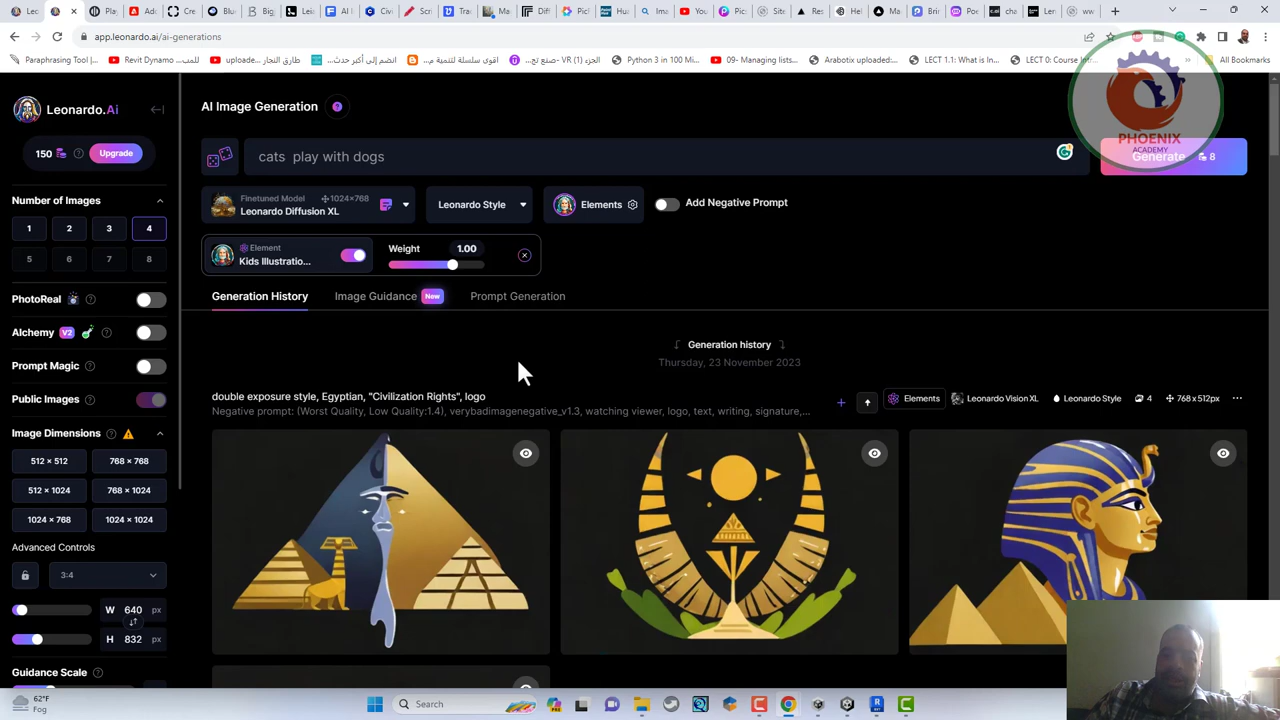 app.leonardo.ai/ai-generations
Paraphrasing Tool |...
Revit Dynamo للمب...
طارق النجار uploade...
انضم إلى أكبر تحدث...
اقوى سلسلة لتنمية م...
الجزء (1) VR -صنع تع...
Python 3 in 100 Mi...
09- Managing lists...
Arabotix uploaded:...
LECT 1.1: What is In...
LECT 0: Course Intr...
All Bookmarks
Leonardo.Ai
150
Upgrade
Number of Images
1 2 3 4
5 6 7 8
PhotoReal
Alchemy V2
Prompt Magic
Public Images
Image Dimensions
512 × 512 768 × 768
512 × 1024 768 × 1024
1024 × 768 1024 × 1024
Advanced Controls
3:4
W 640 px
H 832 px
Guidance Scale
AI Image Generation
cats play with dogs
Generate 8
PHOENIX
ACADEMY
Finetuned Model 1024×768
Leonardo Diffusion XL
Leonardo Style
Elements
Add Negative Prompt
Element
Kids Illustratio...
Weight 1.00
Generation History
Image Guidance New
Prompt Generation
Generation history
Thursday, 23 November 2023
double exposure style, Egyptian, "Civilization Rights", logo
Negative prompt: (Worst Quality, Low Quality:1.4), verybadimagenegative_v1.3, watching viewer, logo, text, writing, signature,...
Elements
Leonardo Vision XL
Leonardo Style
4
768 x 512px
62°F
Fog
Search